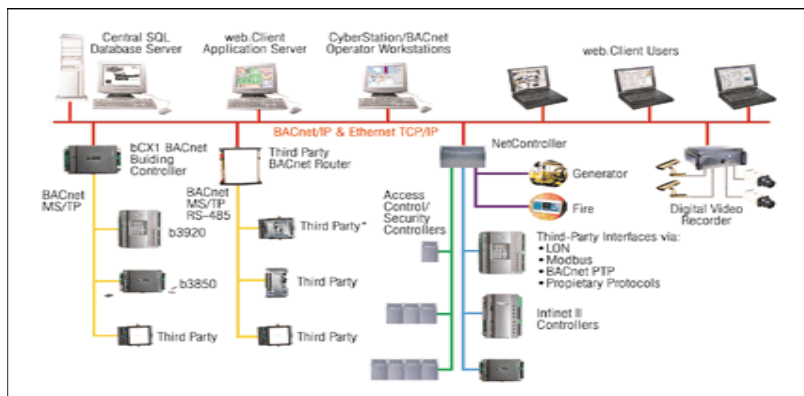 Central SQL
Database Server
web.Client
Application Server
CyberStation/BACnet
Operator Workstations
web.Client Users
BACnet/IP & Ethernet TCP/IP
bCX1 BACnet
Buiding
Controller
Third Party
BACnet Router
NetController
BACnet
MS/TP
BACnet
MS/TP
RS-485
Access
Control/
Security
Controllers
Generator
Fire
Digital Video
Recorder
b3920
Third Party*
Third-Party Interfaces via:
• LON
• Modbus
• BACnet PTP
• Propietary Protocols
b3850
Third Party
Infinet II
Controllers
Third Party
Third Party